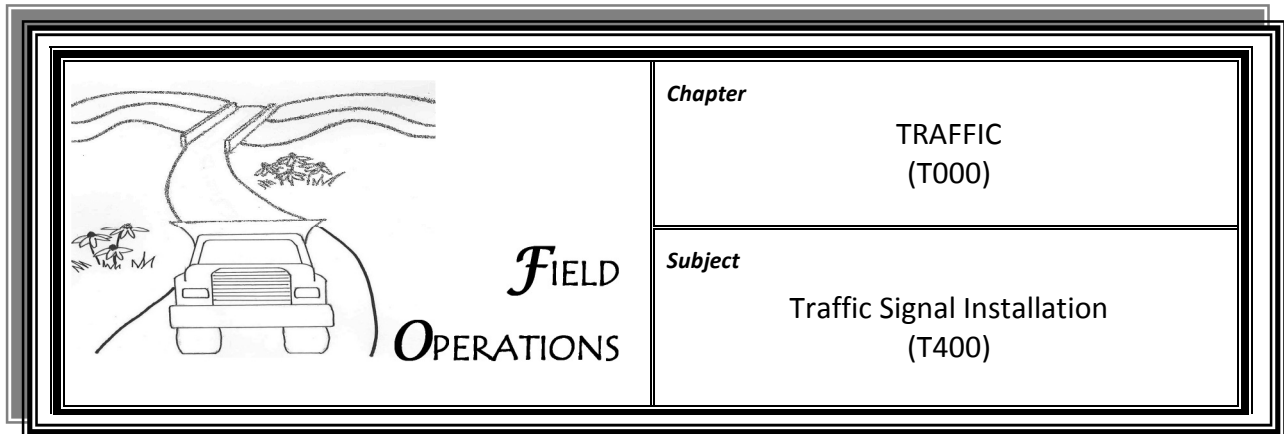 FIELD
OPERATIONS
Chapter
TRAFFIC
(T000)
Subject
Traffic Signal Installation
(T400)